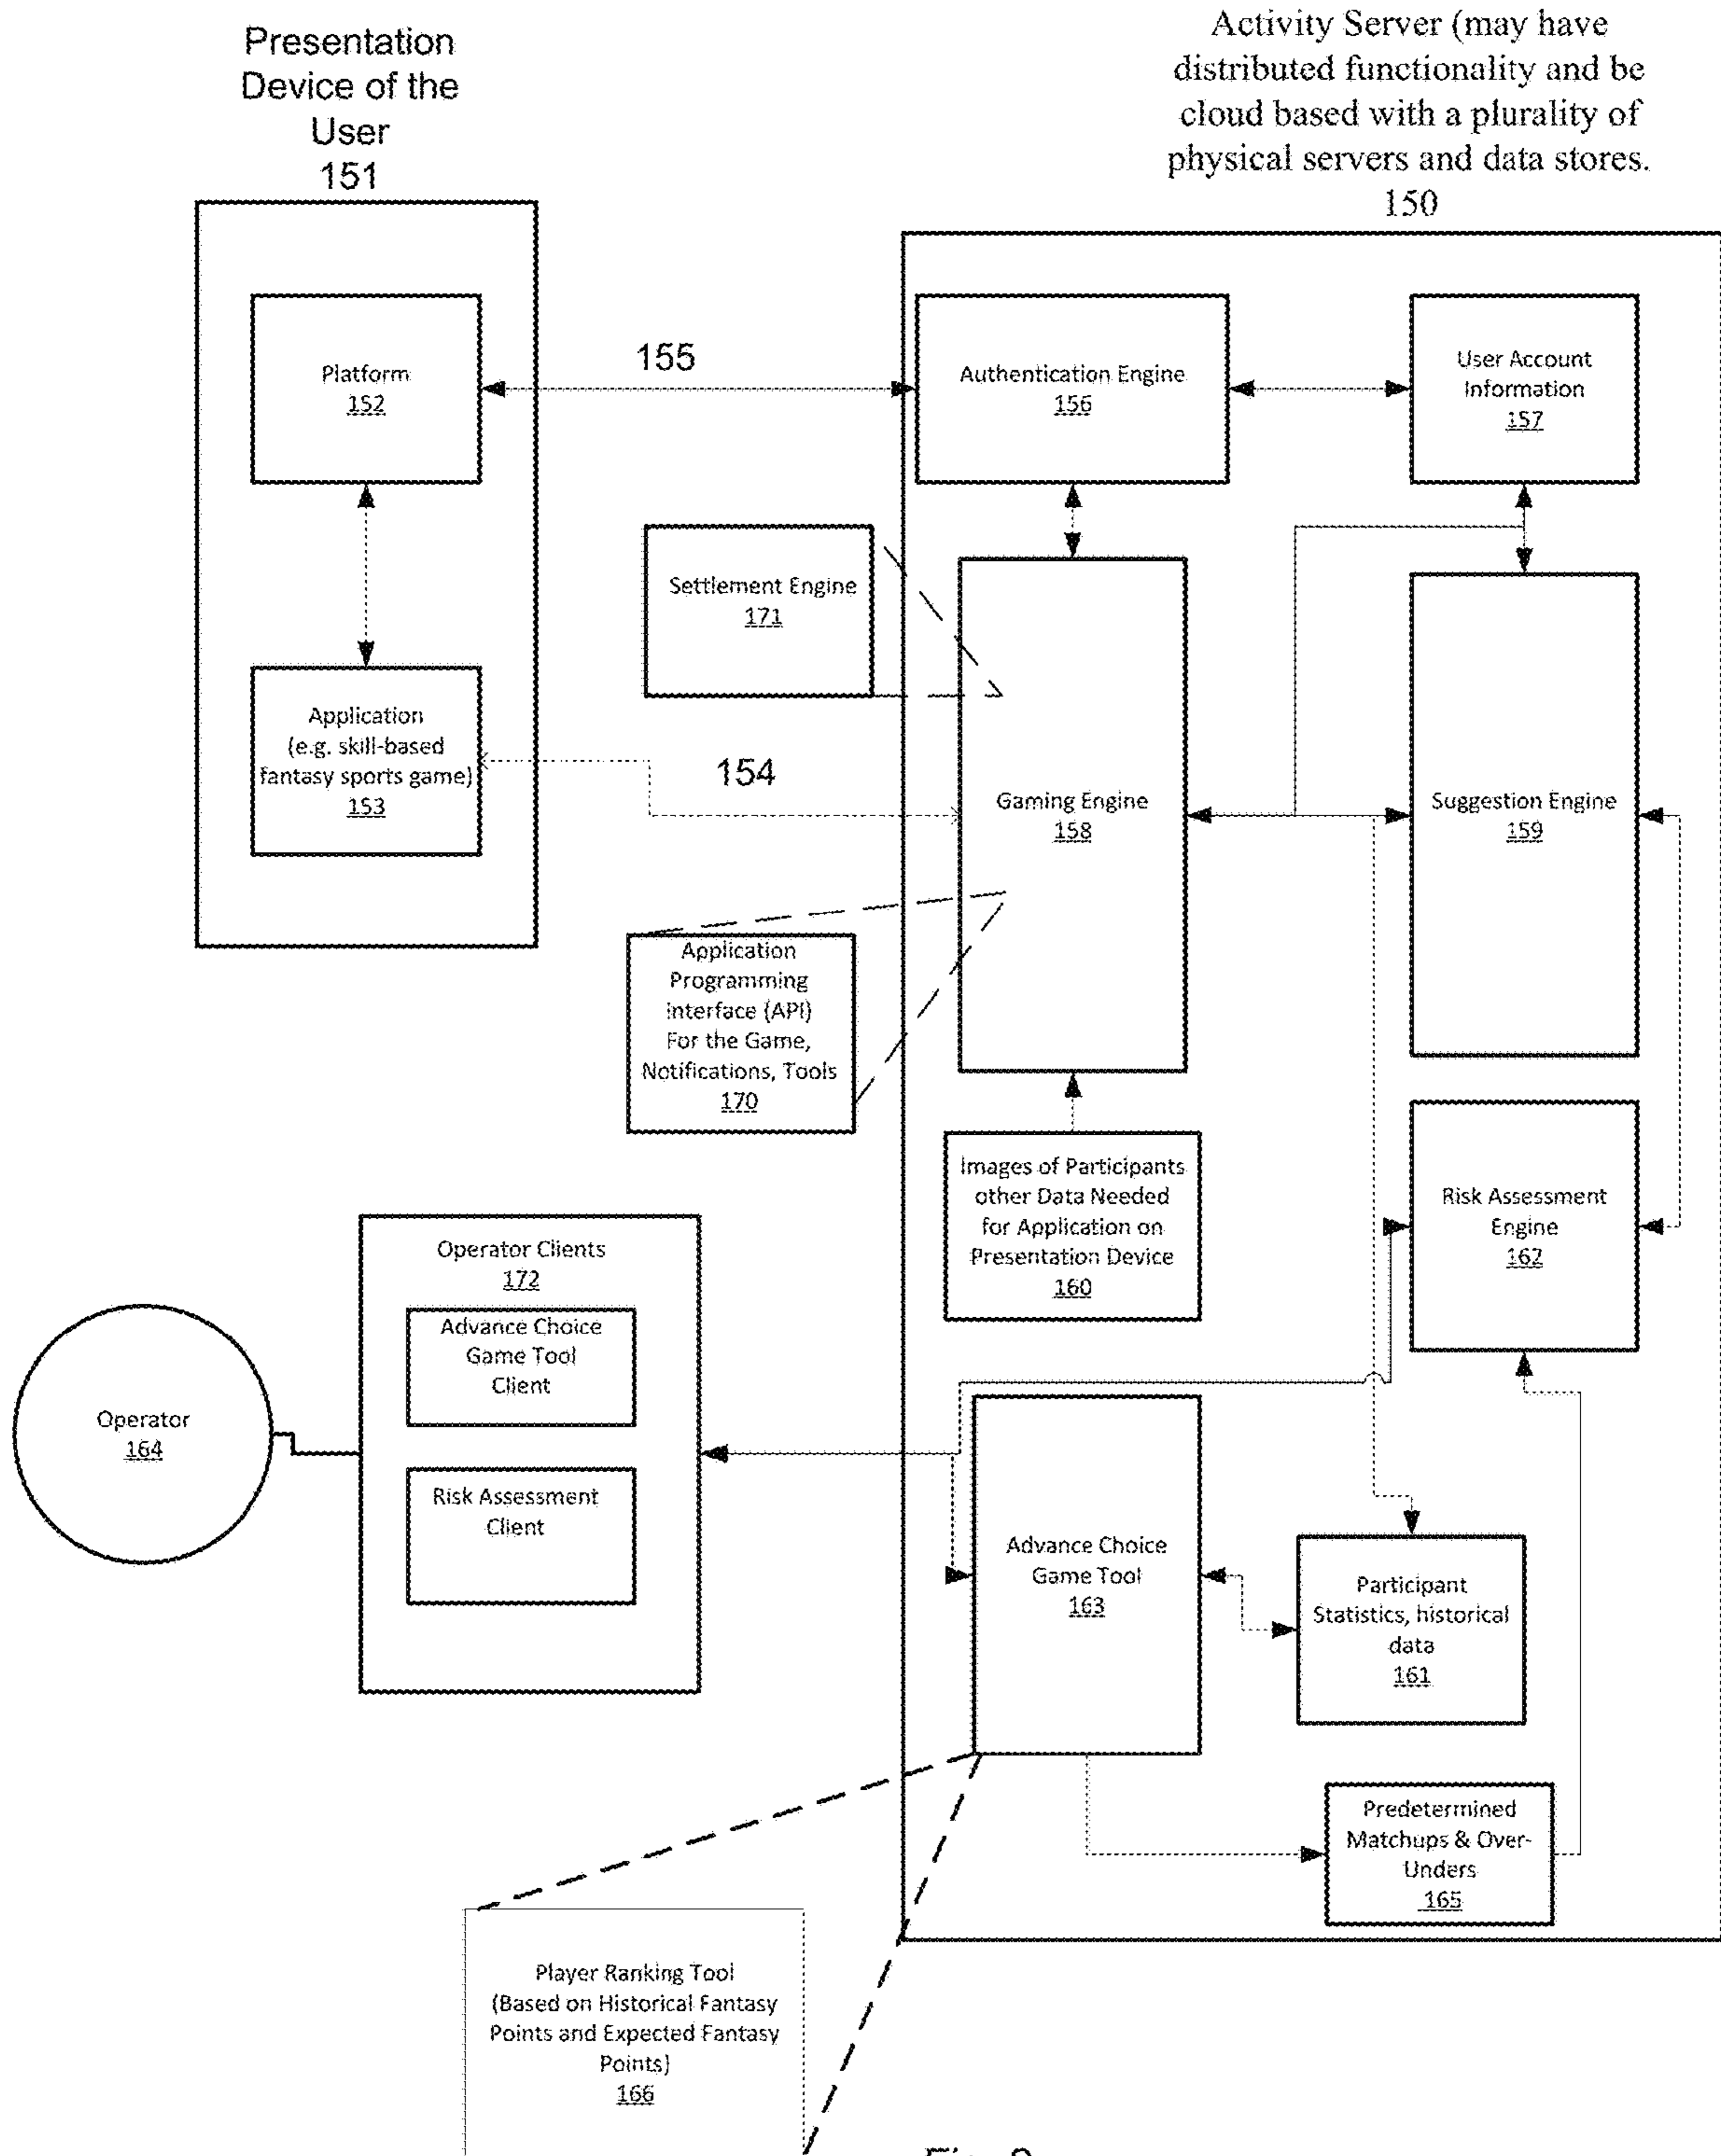 Presentation
Device of the
User
151
Activity Server (may have
distributed functionality and be
cloud based with a plurality of
physical servers and data stores.
150
Platform
152
155
Authentication Engine
156
User Account
Information
157
Settlement Engine
171
Application
(e.g. skill-based
fantasy sports game)
153
154
Gaming Engine
158
Suggestion Engine
159
Application
Programming
Interface (API)
For the Game,
Notifications, Tools
170
Images of Participants
other Data Needed
for Application on
Presentation Device
160
Risk Assessment
Engine
162
Operator Clients
172
Advance Choice
Game Tool
Client
Risk Assessment
Client
Operator
164
Advance Choice
Game Tool
163
Participant
Statistics, historical
data
161
Predetermined
Matchups & Over-
Unders
165
Player Ranking Tool
(Based on Historical Fantasy
Points and Expected Fantasy
Points)
166